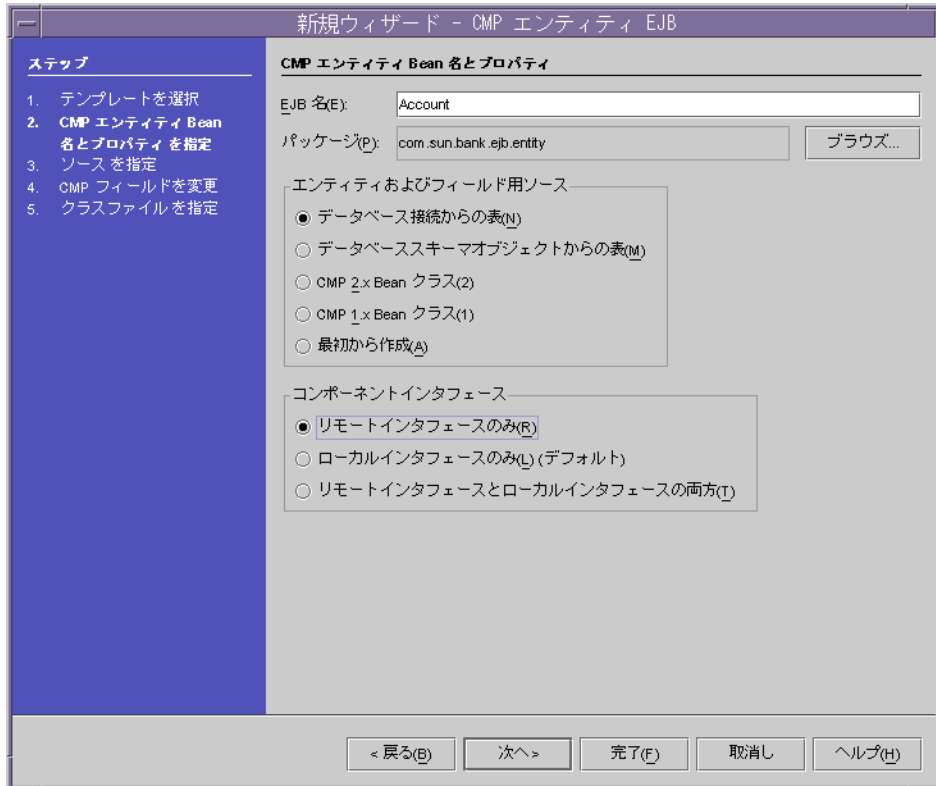 新規ウィザード - CMP エンティティ EJB
ステップ
1. テンプレートを選択
2. CMP エンティティ Bean
名とプロパティ を指定
3. ソース を指定
4. CMP フィールドを変更
5. クラスファイル を指定
CMP エンティティ Bean 名とプロパティ
EJB 名(E): Account
パッケージ(P): com.sun.bank.ejb.entity ブラウズ...
エンティティおよびフィールド用ソース
データベース接続からの表(N)
データベーススキーマオブジェクトからの表(M)
CMP 2.x Bean クラス(2)
CMP 1.x Bean クラス(1)
最初から作成(A)
コンポーネントインタフェース
リモートインタフェースのみ(R)
ローカルインタフェースのみ(L) (デフォルト)
リモートインタフェースとローカルインタフェースの両方(T)
< 戻る(B) 次へ > 完了(F) 取消し ヘルプ(H)